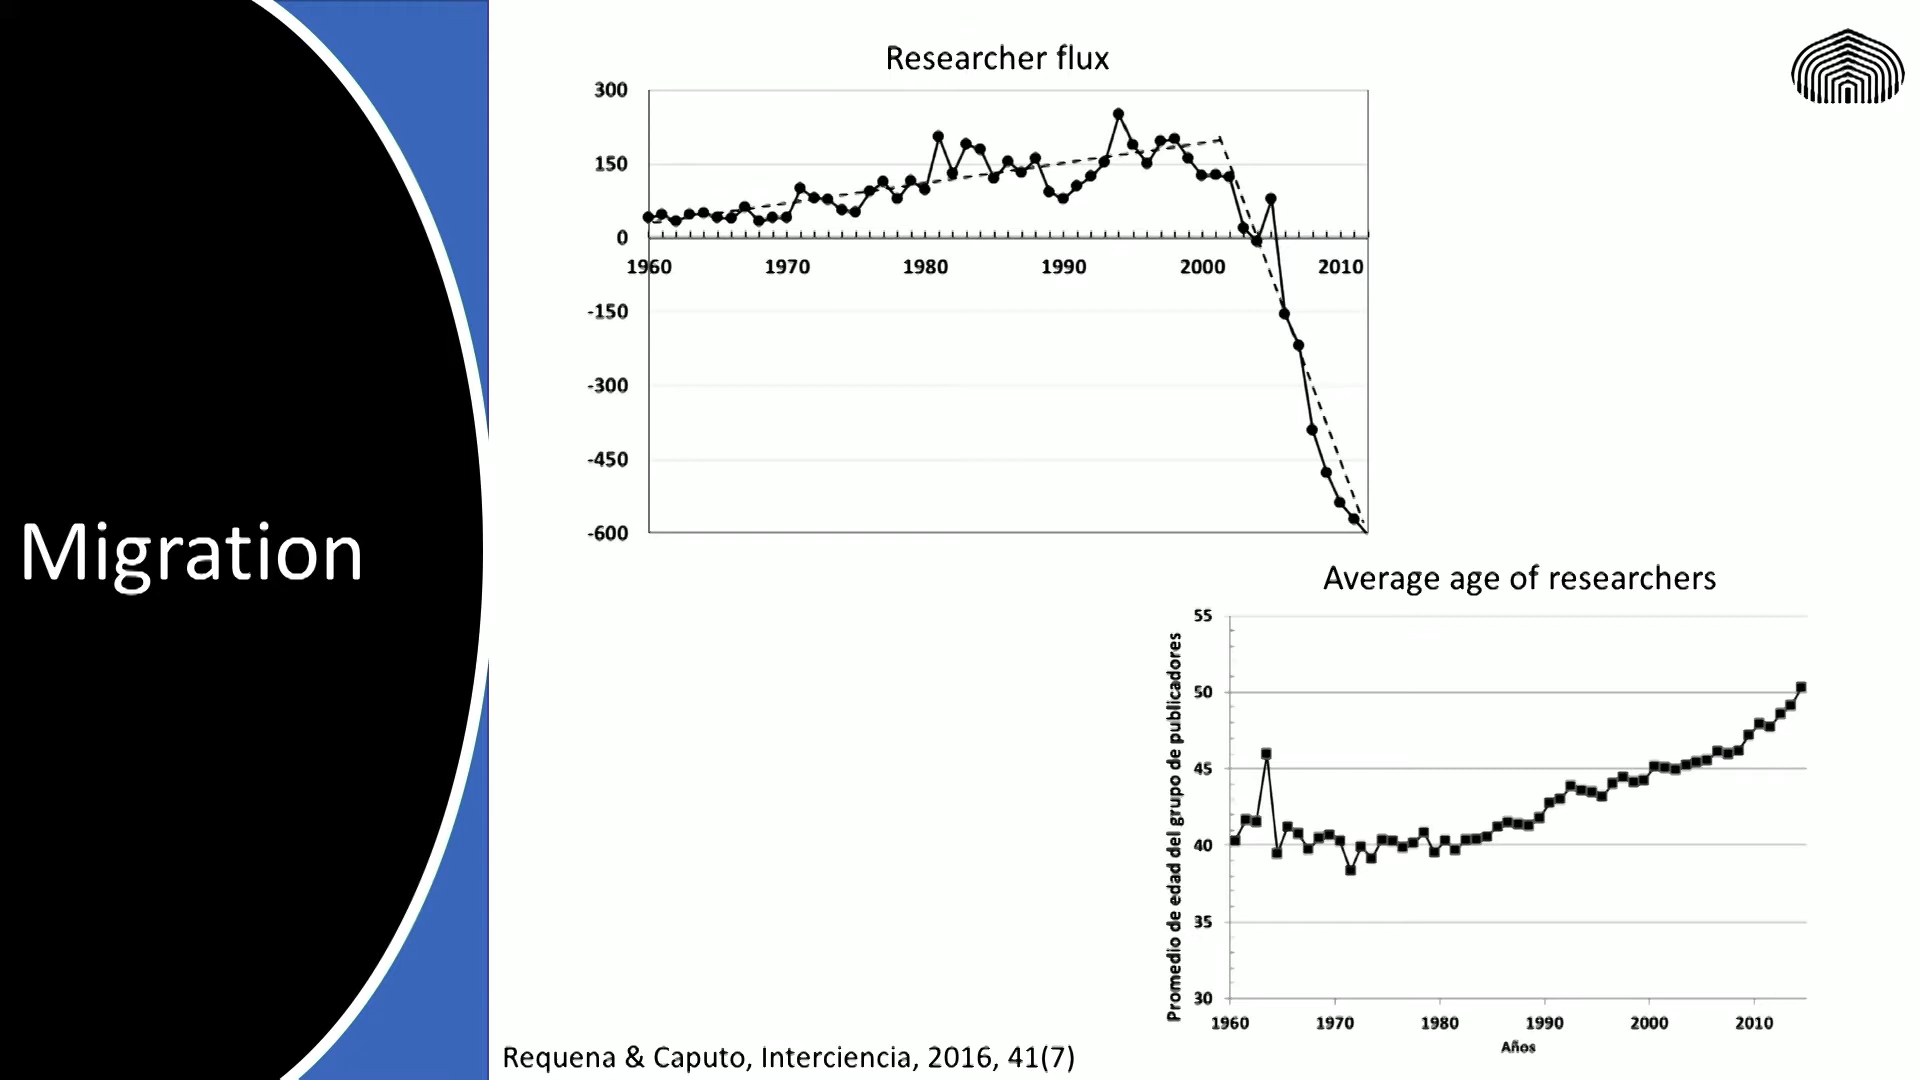 Migration
Researcher flux
300
150
0
1960 1970 1980 1990 2000 2010
-150
-300
-450
-600
Average age of researchers
Promedio de edad del grupo de publicadores
55
50
45
40
35
30
1960 1970 1980 1990 2000 2010
Años
Requena & Caputo, Interciencia, 2016, 41(7)